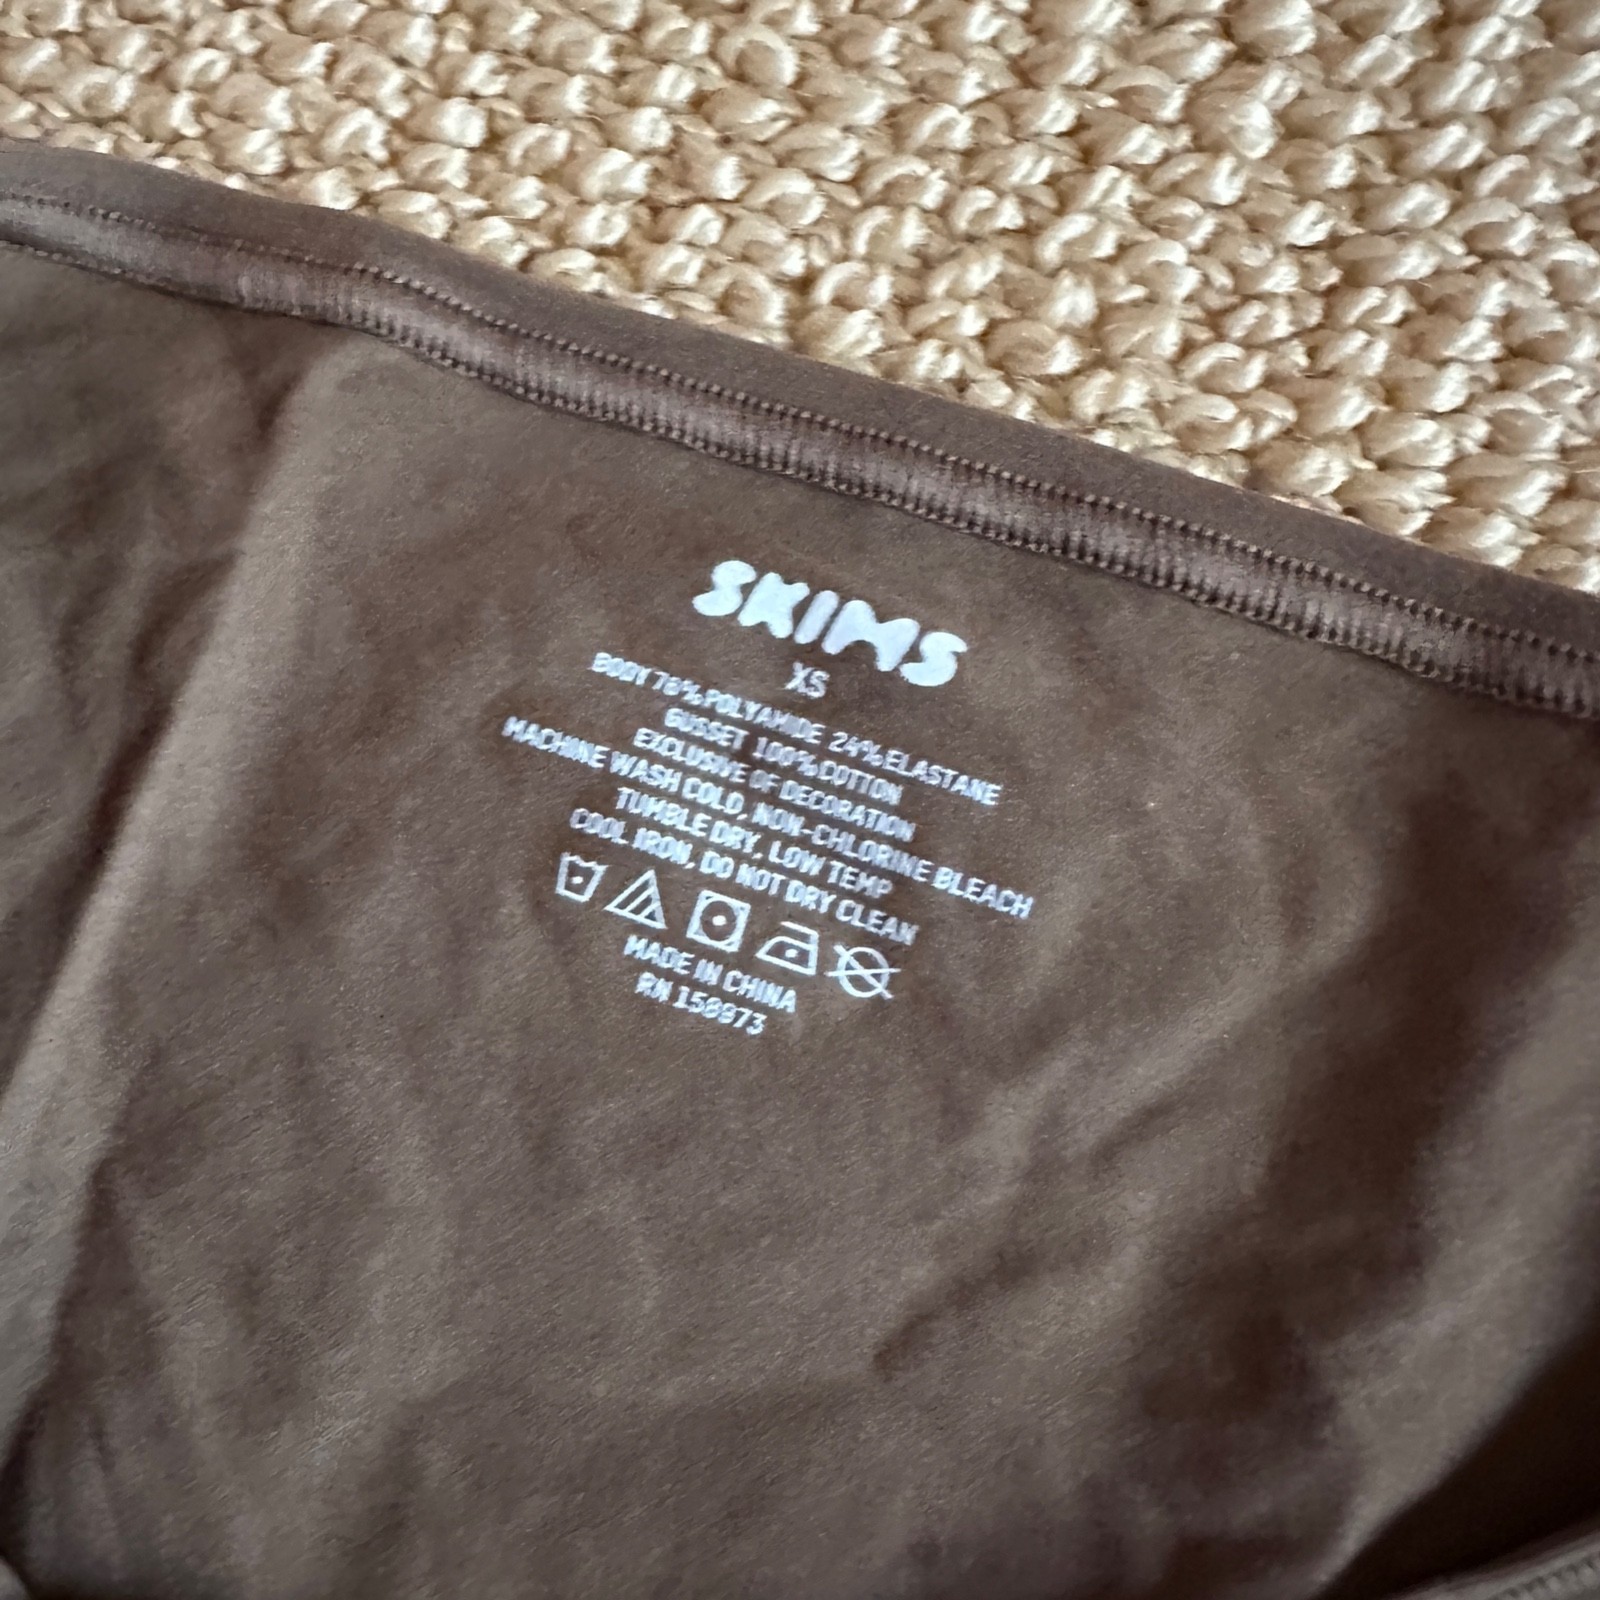 SKIMS
XS
BODY 76% POLYAMIDE 24% ELASTANE
GUSSET 100% COTTON
EXCLUSIVE OF DECORATION
MACHINE WASH COLD, NON-CHLORINE BLEACH
TUMBLE DRY, LOW TEMP
COOL IRON, DO NOT DRY CLEAN
MADE IN CHINA
RN 158973